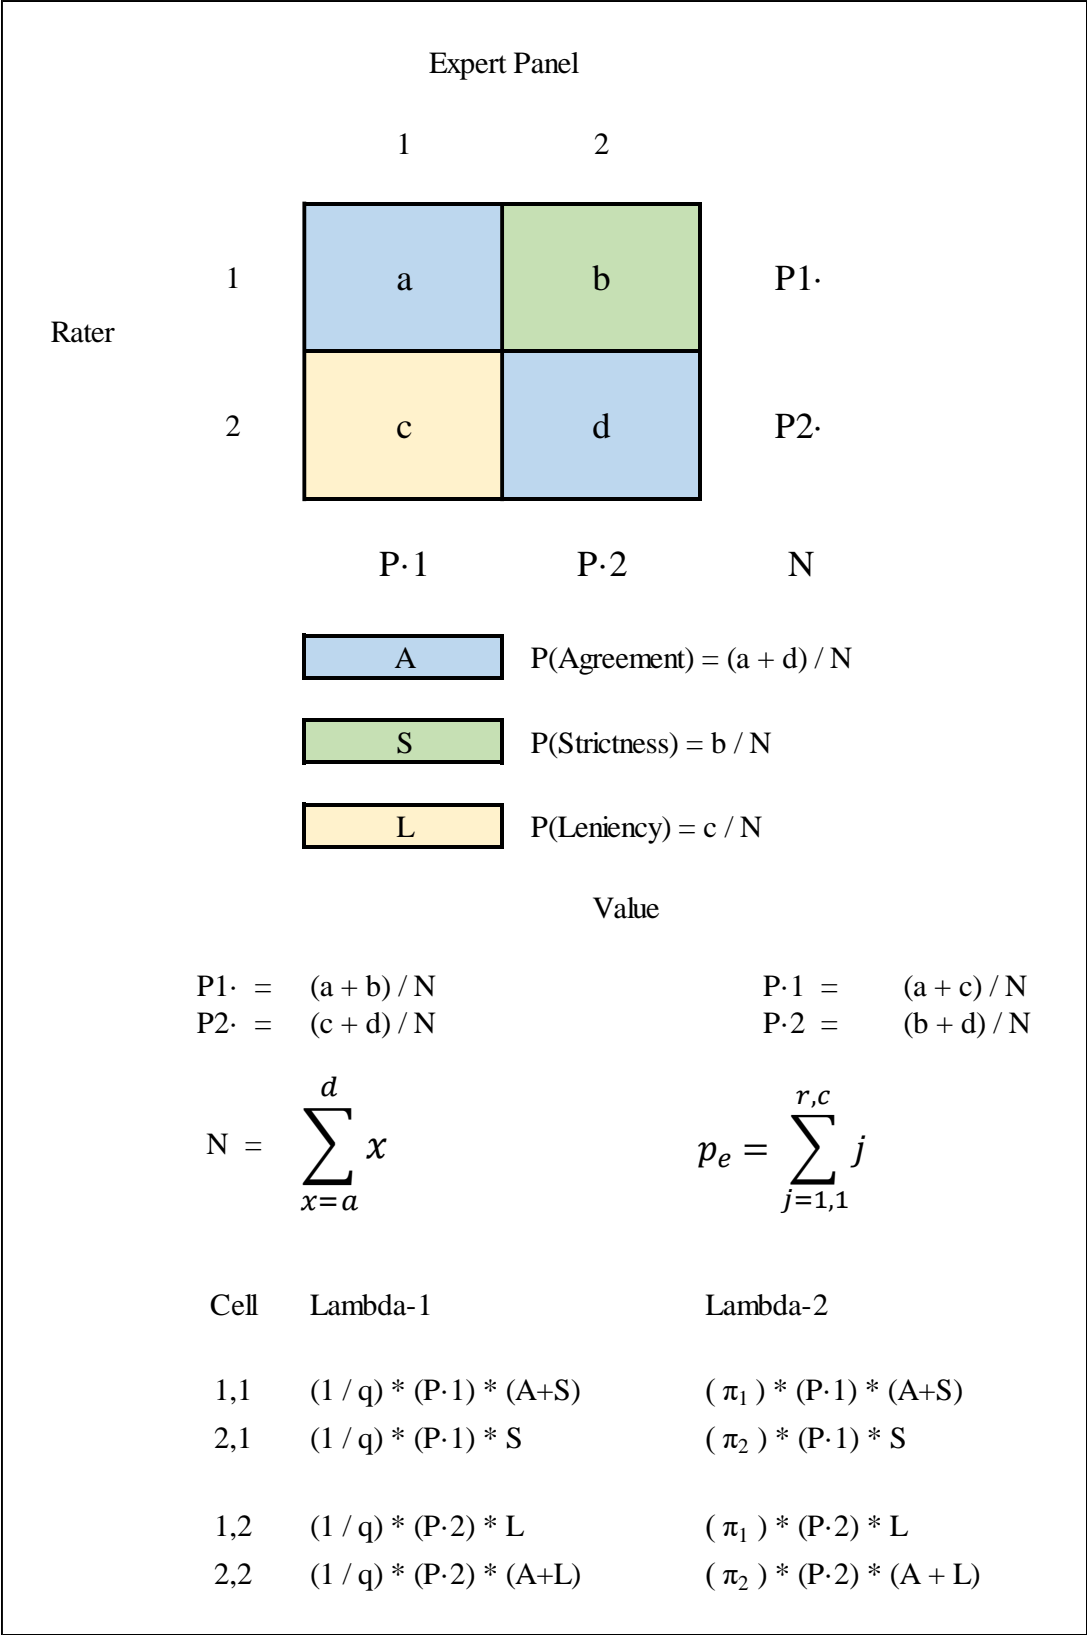 Expert Panel
1 2
1 a b P1·
Rater
2 c d P2·
P·1 P·2 N
A P(Agreement) = (a + d) / N
S P(Strictness) = b / N
L P(Leniency) = c / N
Value
P1· = (a + b) / N P·1 = (a + c) / N
P2· = (c + d) / N P·2 = (b + d) / N
N = ∑_{x=a}^{d} x p_e = ∑_{j=1,1}^{r,c} j
Cell Lambda-1 Lambda-2
1,1 (1 / q) * (P·1) * (A+S) ( π₁ ) * (P·1) * (A+S)
2,1 (1 / q) * (P·1) * S ( π₂ ) * (P·1) * S
1,2 (1 / q) * (P·2) * L ( π₁ ) * (P·2) * L
2,2 (1 / q) * (P·2) * (A+L) ( π₂ ) * (P·2) * (A + L)